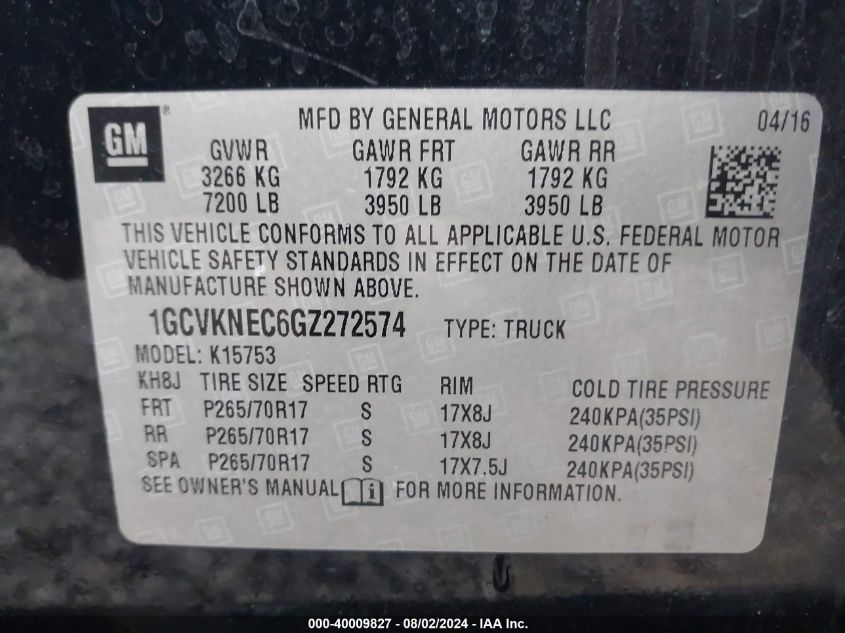 GM ® MFD BY GENERAL MOTORS LLC 04/16
GVWR GAWR FRT GAWR RR
3266 KG 1792 KG 1792 KG
7200 LB 3950 LB 3950 LB
THIS VEHICLE CONFORMS TO ALL APPLICABLE U.S. FEDERAL MOTOR
VEHICLE SAFETY STANDARDS IN EFFECT ON THE DATE OF
MANUFACTURE SHOWN ABOVE.
1GCVKNEC6GZ272574 TYPE: TRUCK
MODEL: K15753
KH8J TIRE SIZE SPEED RTG RIM COLD TIRE PRESSURE
FRT P265/70R17 S 17X8J 240KPA(35PSI)
RR P265/70R17 S 17X8J 240KPA(35PSI)
SPA P265/70R17 S 17X7.5J 240KPA(35PSI)
SEE OWNER'S MANUAL i FOR MORE INFORMATION.
000-40009827 - 08/02/2024 - IAA Inc.